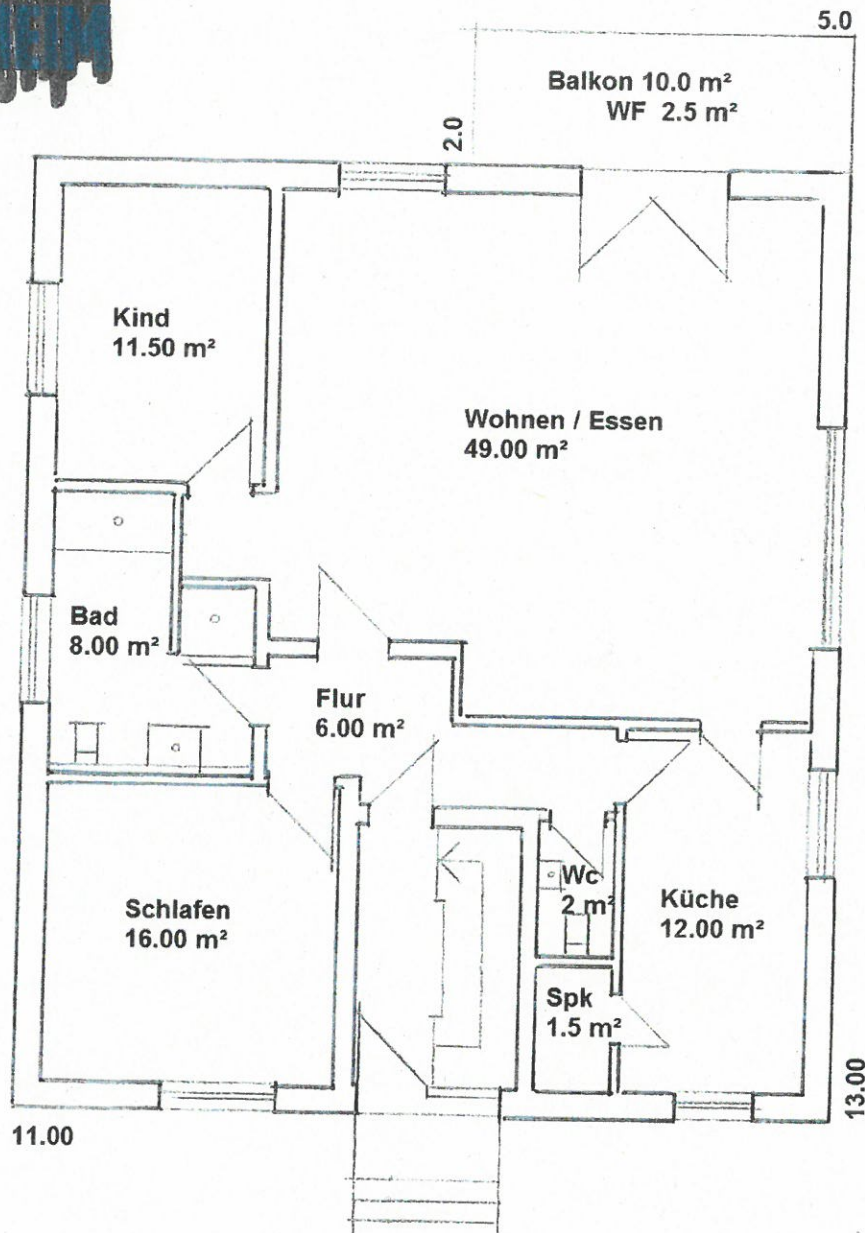 5.0
Balkon 10.0 m²
WF 2.5 m²
2.0
Kind
11.50 m²
Wohnen / Essen
49.00 m²
Bad
8.00 m²
Flur
6.00 m²
Schlafen
16.00 m²
Wc
2 m²
Küche
12.00 m²
Spk
1.5 m²
11.00
13.00